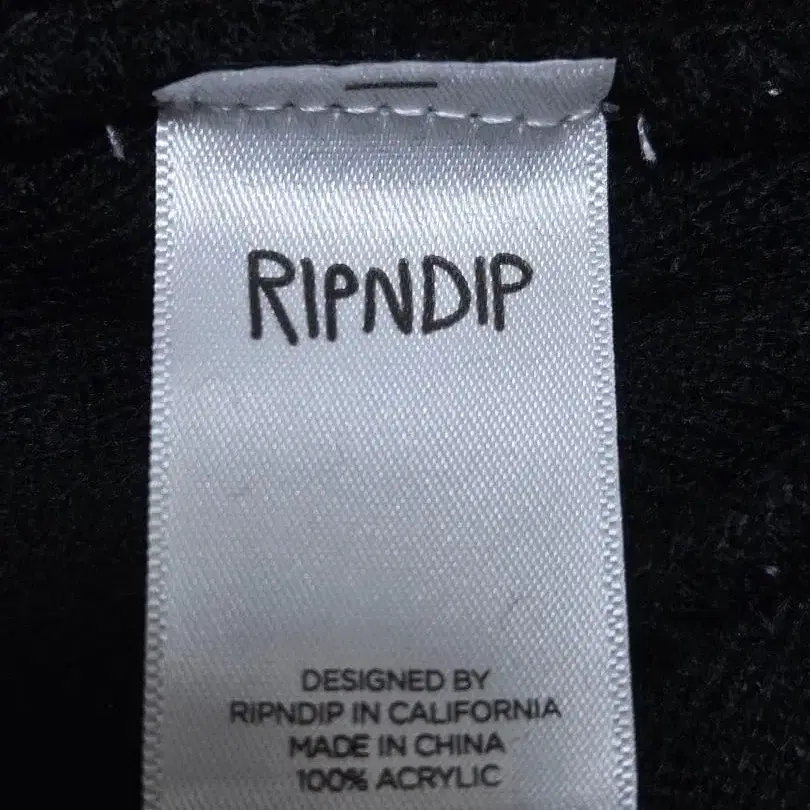 RIPNDIP
DESIGNED BY
RIPNDIP IN CALIFORNIA
MADE IN CHINA
100% ACRYLIC